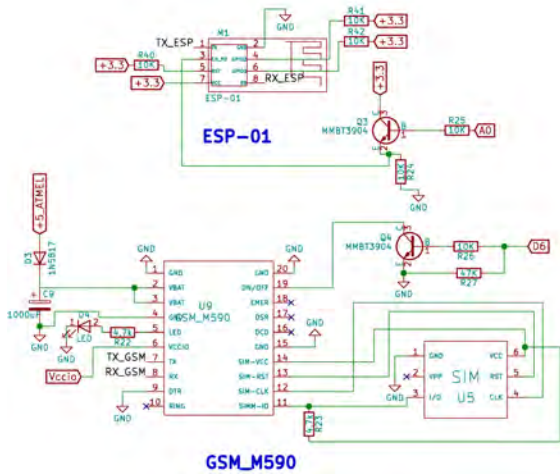 R41
10K
+3.3
GND
R42
10K
+3.3
M1
TX_ESP
1
2
3
4
5
6
7
8
R40
10K
+3.3
+3.3
RX_ESP
ESP-01
ESP-01
+3.3
Q3
MMBT3904
R25
10K
A0
R24
10K
GND
+5_ATMEL
D3
1N5817
C9
1000uF
GND
GND
GND
D4
LED
4.7k
R22
Vccio
TX_GSM
RX_GSM
GND
U9
GSM_M590
1 GND
2 VBAT
3 VBAT
4 GND
5 LED
6 VCCIO
7 TX
8 RX
9 DTR
10 RING
GND 20
ON/OFF 19
EMER 18
DSR 17
DCD 16
GND 15
SIM-VCC 14
SIM-RST 13
SIM-CLK 12
SIMM-IO 11
GND
GND
Q4
MMBT3904
10K
R26
47K
R27
D6
GND
GND
R23
4.7k
SIM
U5
1 GND
2 VPP
3 I/O
VCC 6
RST 5
CLK 4
GSM_M590